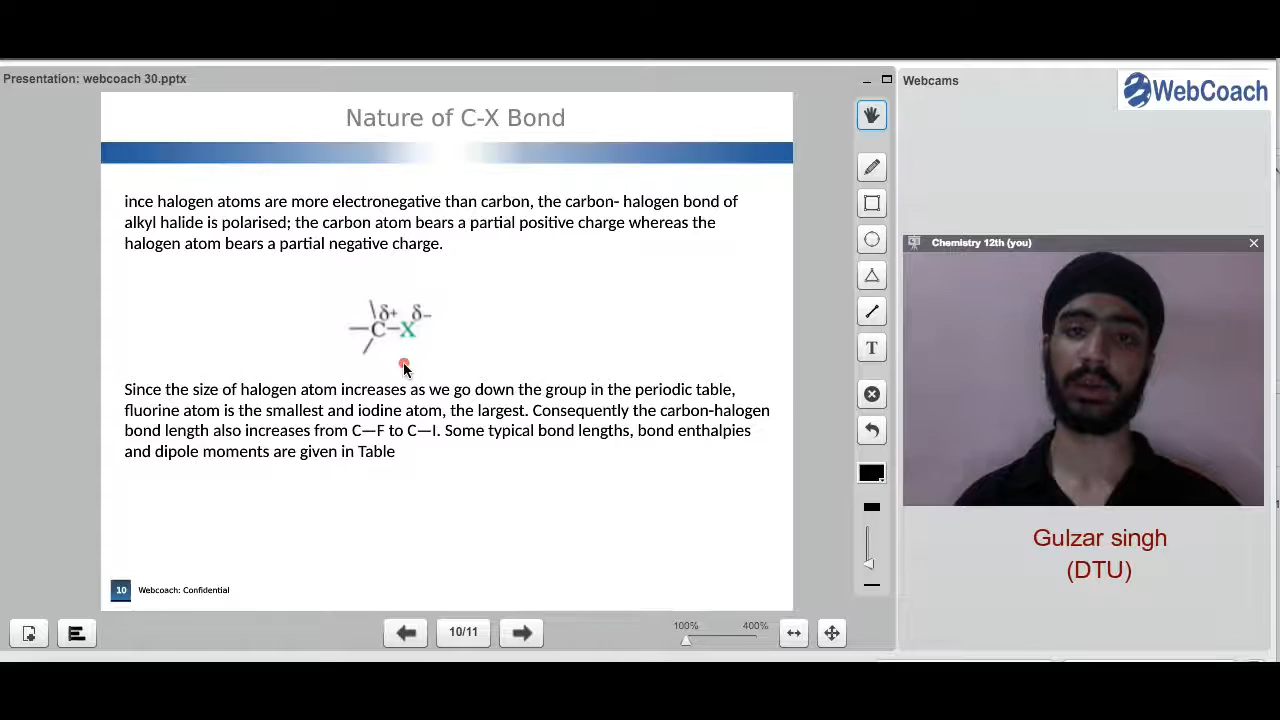 Presentation: webcoach 30.pptx
Webcams
WebCoach
Nature of C-X Bond
ince halogen atoms are more electronegative than carbon, the carbon- halogen bond of
alkyl halide is polarised; the carbon atom bears a partial positive charge whereas the
halogen atom bears a partial negative charge.
δ+ δ–
C X
Since the size of halogen atom increases as we go down the group in the periodic table,
fluorine atom is the smallest and iodine atom, the largest. Consequently the carbon-halogen
bond length also increases from C—F to C—I. Some typical bond lengths, bond enthalpies
and dipole moments are given in Table
10 Webcoach: Confidential
T
Chemistry 12th (you)
Gulzar singh
(DTU)
10/11
100% 400%